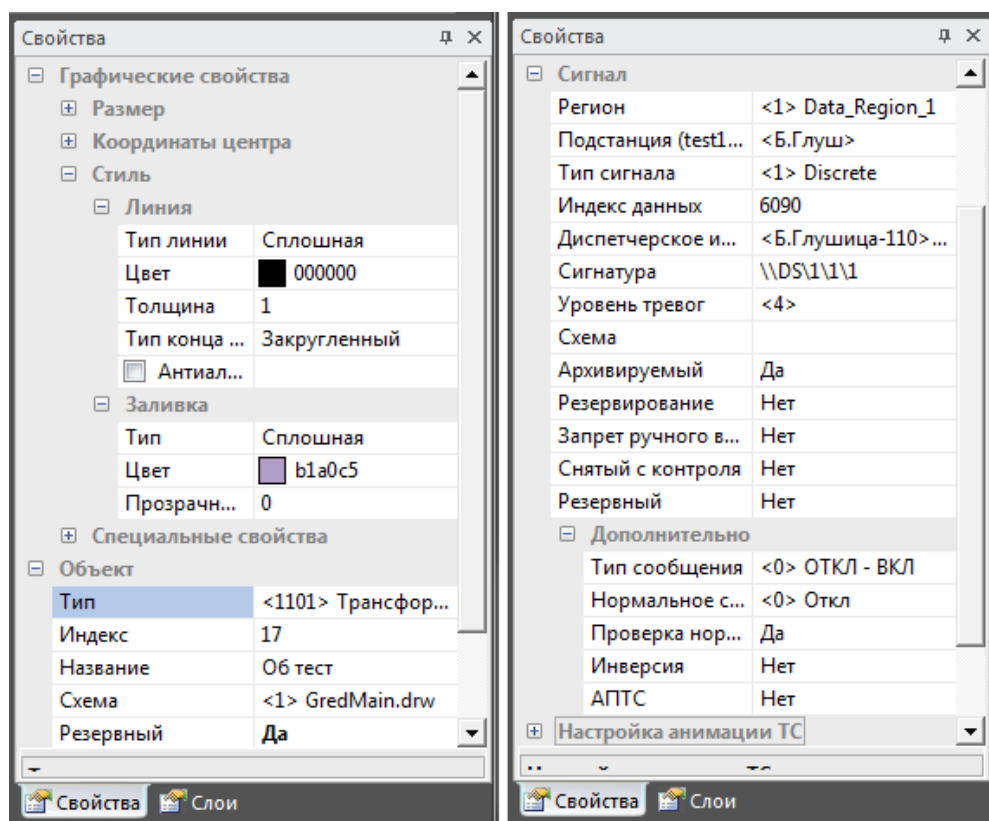 Свойства
Графические свойства
Размер
Координаты центра
Стиль
Линия
Тип линии Сплошная
Цвет 000000
Толщина 1
Тип конца ... Закругленный
Антиал...
Заливка
Тип Сплошная
Цвет b1a0c5
Прозрачн... 0
Специальные свойства
Объект
Тип <1101> Трансфор...
Индекс 17
Название Об тест
Схема <1> GredMain.drw
Резервный Да
Свойства Слои
Свойства
Сигнал
Регион <1> Data_Region_1
Подстанция (test1... <Б.Глуш>
Тип сигнала <1> Discrete
Индекс данных 6090
Диспетчерское и... <Б.Глушица-110>...
Сигнатура \\DS\1\1\1
Уровень тревог <4>
Схема
Архивируемый Да
Резервирование Нет
Запрет ручного в... Нет
Снятый с контроля Нет
Резервный Нет
Дополнительно
Тип сообщения <0> ОТКЛ - ВКЛ
Нормальное с... <0> Откл
Проверка нор... Да
Инверсия Нет
АПТС Нет
Настройка анимации ТС
Свойства Слои